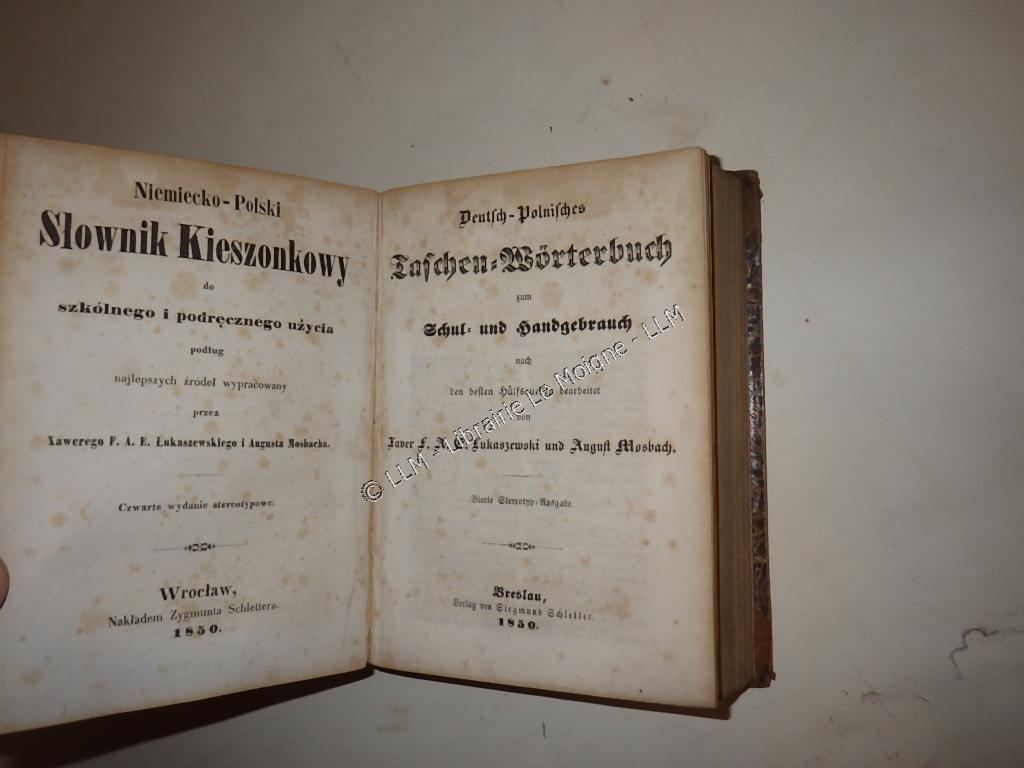 Niemiecko-Polski
Słownik Kieszonkowy
do
szkólnego i podręcznego użycia
podług
najlepszych źródeł wypracowany
przez
Xawerego F. A. E. Łukaszewskiego i Augusta Mosbacha.
Czwarte wydanie stereotypowe.
Wrocław,
Nakładem Zygmunta Schlettera.
1850.
Deutsch-Polnisches
Taschen-Wörterbuch
zum
Schul- und Handgebrauch
nach
den besten Hülfsquellen bearbeitet
von
Xaver F. A. E. Łukaszewski und August Mosbach.
Vierte Stereotyp-Ausgabe.
Breslau,
Verlag von Siegmund Schletter.
1850.
© LLM - Librairie Le Moigne - LLM